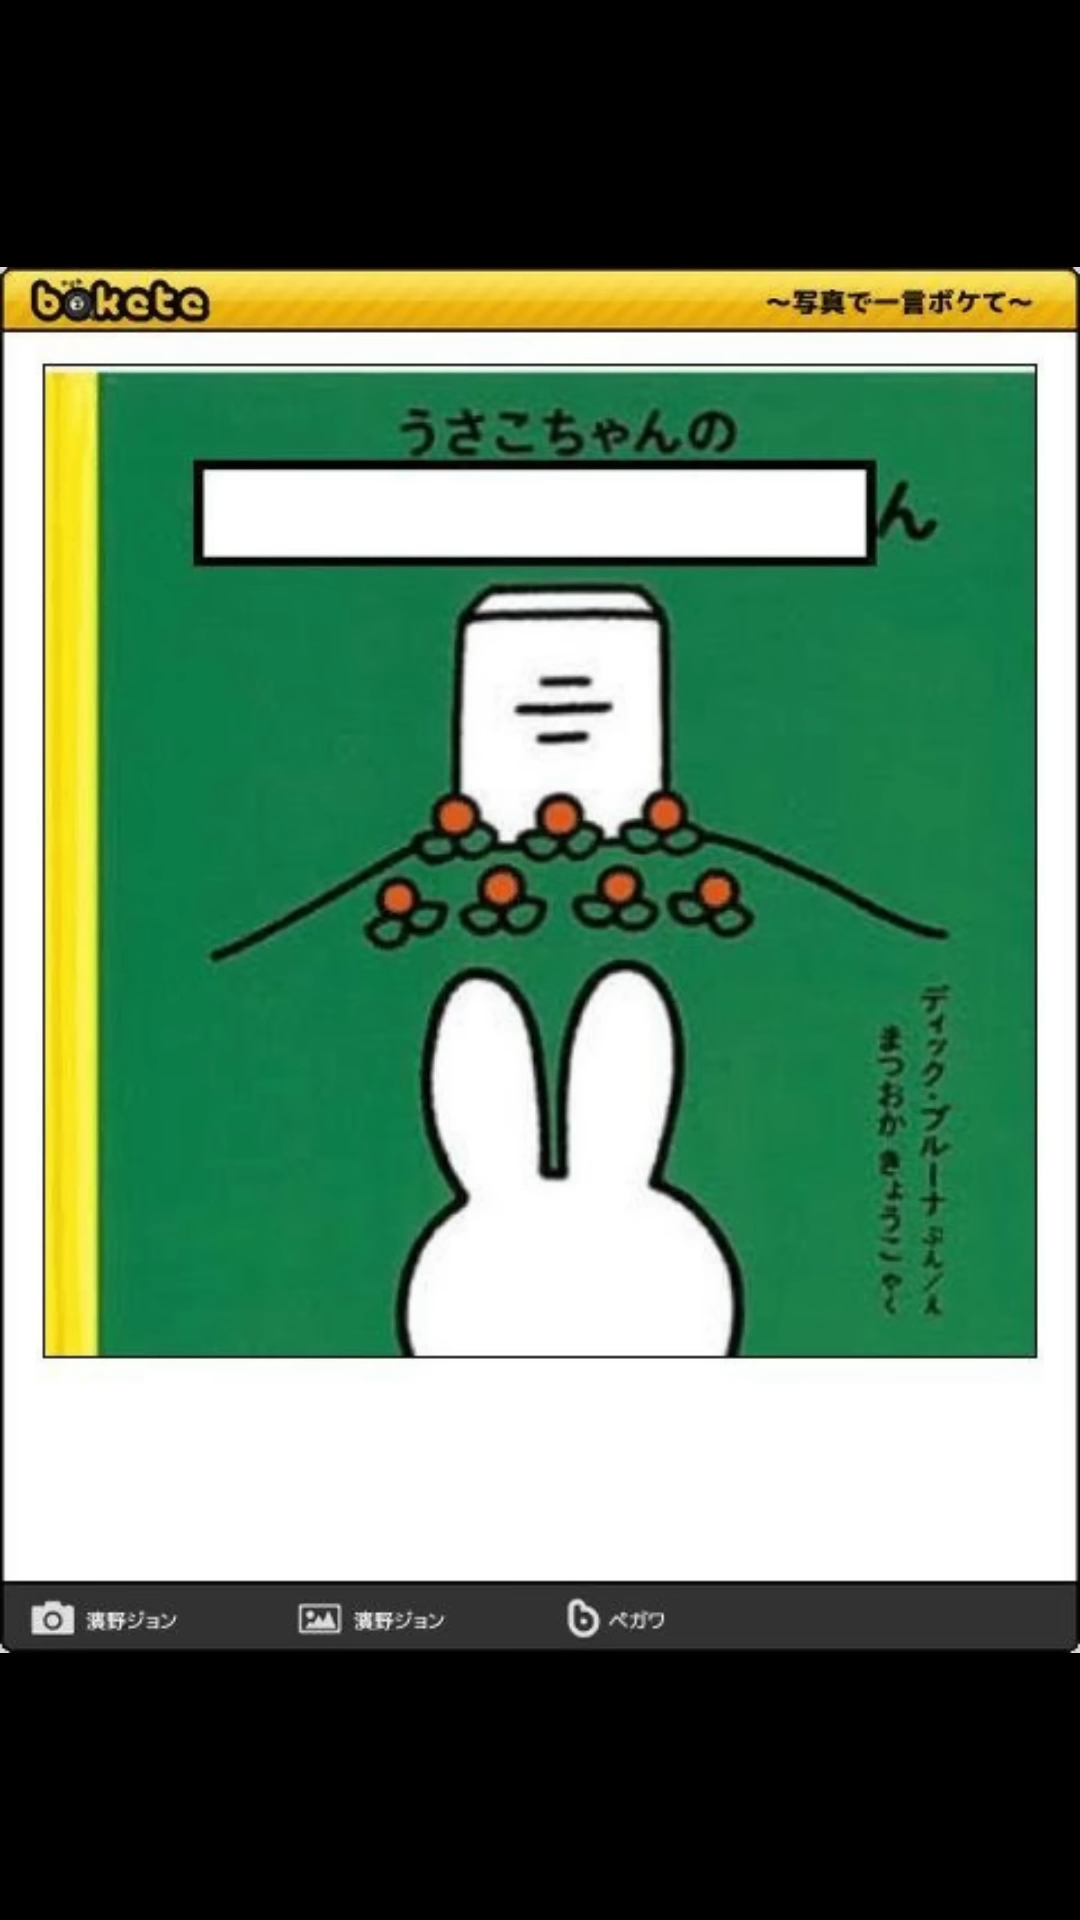 bokete
～写真で一言ボケて～
うさこちゃんの
ん
ディック・ブルーナ ぶん／え
まつおか きょうこ やく
濱野ジョン
濱野ジョン
ペガワ